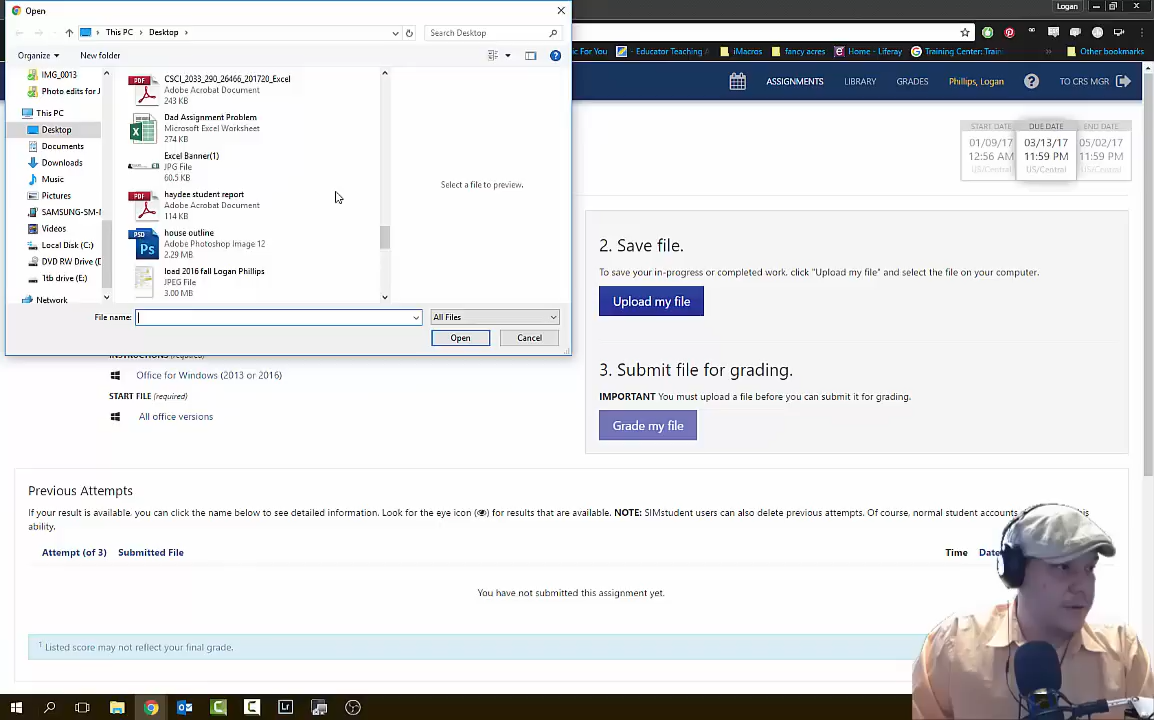 Open
Logan
This PC
Desktop
Search Desktop
Organize
New folder
For You
- Educator Teaching
iMacros
fancy acres
Home - Liferay
Training Center: Train
Other bookmarks
IMG_0013
Photo edits for J
This PC
Desktop
Documents
Downloads
Music
Pictures
SAMSUNG-SM-N
Videos
Local Disk (C:)
DVD RW Drive (D
1tb drive (E:)
Network
CSCI_2033_290_26466_201720_Excel
Adobe Acrobat Document
243 KB
Dad Assignment Problem
Microsoft Excel Worksheet
274 KB
Excel Banner(1)
JPG File
60.5 KB
haydee student report
Adobe Acrobat Document
114 KB
house outline
Adobe Photoshop Image 12
2.29 MB
load 2016 fall Logan Phillips
JPEG File
3.00 MB
Select a file to preview.
File name:
All Files
Open
Cancel
ASSIGNMENTS
LIBRARY
GRADES
Phillips, Logan
TO CRS MGR
START DATE
01/09/17
12:56 AM
US/Central
DUE DATE
03/13/17
11:59 PM
US/Central
END DATE
05/02/17
11:59 PM
US/Central
2. Save file.
To save your in-progress or completed work, click "Upload my file" and select the file on your computer.
Upload my file
3. Submit file for grading.
IMPORTANT You must upload a file before you can submit it for grading.
Grade my file
INSTRUCTIONS (required)
Office for Windows (2013 or 2016)
START FILE (required)
All office versions
Previous Attempts
If your result is available, you can click the name below to see detailed information. Look for the eye icon () for results that are available. NOTE: SIMstudent users can also delete previous attempts. Of course, normal student accounts this
ability.
Attempt (of 3)
Submitted File
Time
Date
You have not submitted this assignment yet.
1 Listed score may not reflect your final grade.